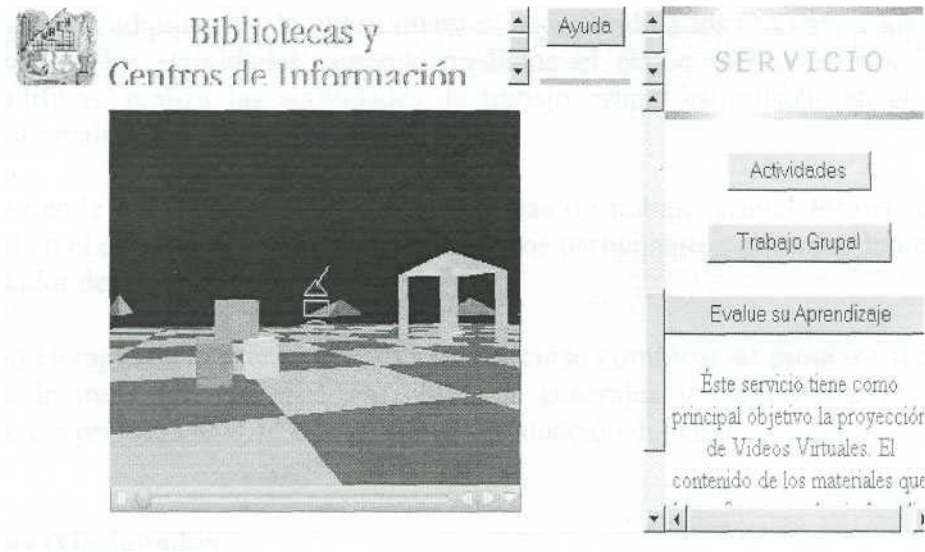 Bibliotecas y
Centros de Información
Ayuda
SERVICIO
Actividades
Trabajo Grupal
Evalue su Aprendizaje
Éste servicio tiene como
principal objetivo la proyección
de Videos Virtuales. El
contenido de los materiales que